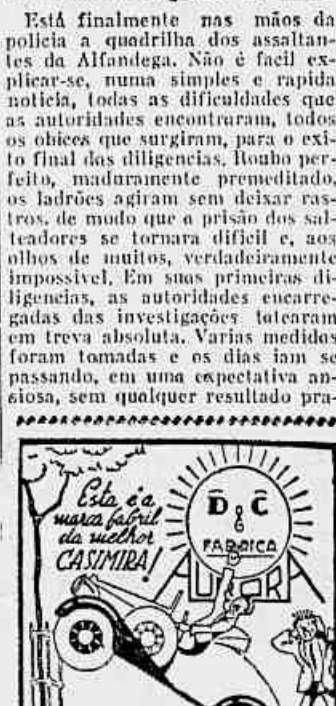 Está finalmente nas mãos da
policia a quadrilha dos assaltan-
tes da Alfandega. Não é facil ex-
plicar-se, numa simples e rapida
noticia, todas as difficuldades que
as autoridades encontraram, todos
os obices que surgiram, para o exi-
to final das diligencias. Roubo per-
feito, maduramente premeditado,
os ladrões agiram sem deixar ras-
tros, de modo que a prisão dos sal-
teadores se tornara dificil e, aos
olhos de muitos, verdadeiramente
impossivel. Em suas primeiras di-
ligencias, as autoridades encarre-
gadas das investigações tatearam
em treva absoluta. Varias medidas
foram tomadas e os dias iam se
passando, em uma expectativa an-
siosa, sem qualquer resultado pra-
Esta é a
marca fabril
da melhor
CASIMIRA!
D C
FABRICA
AURORA